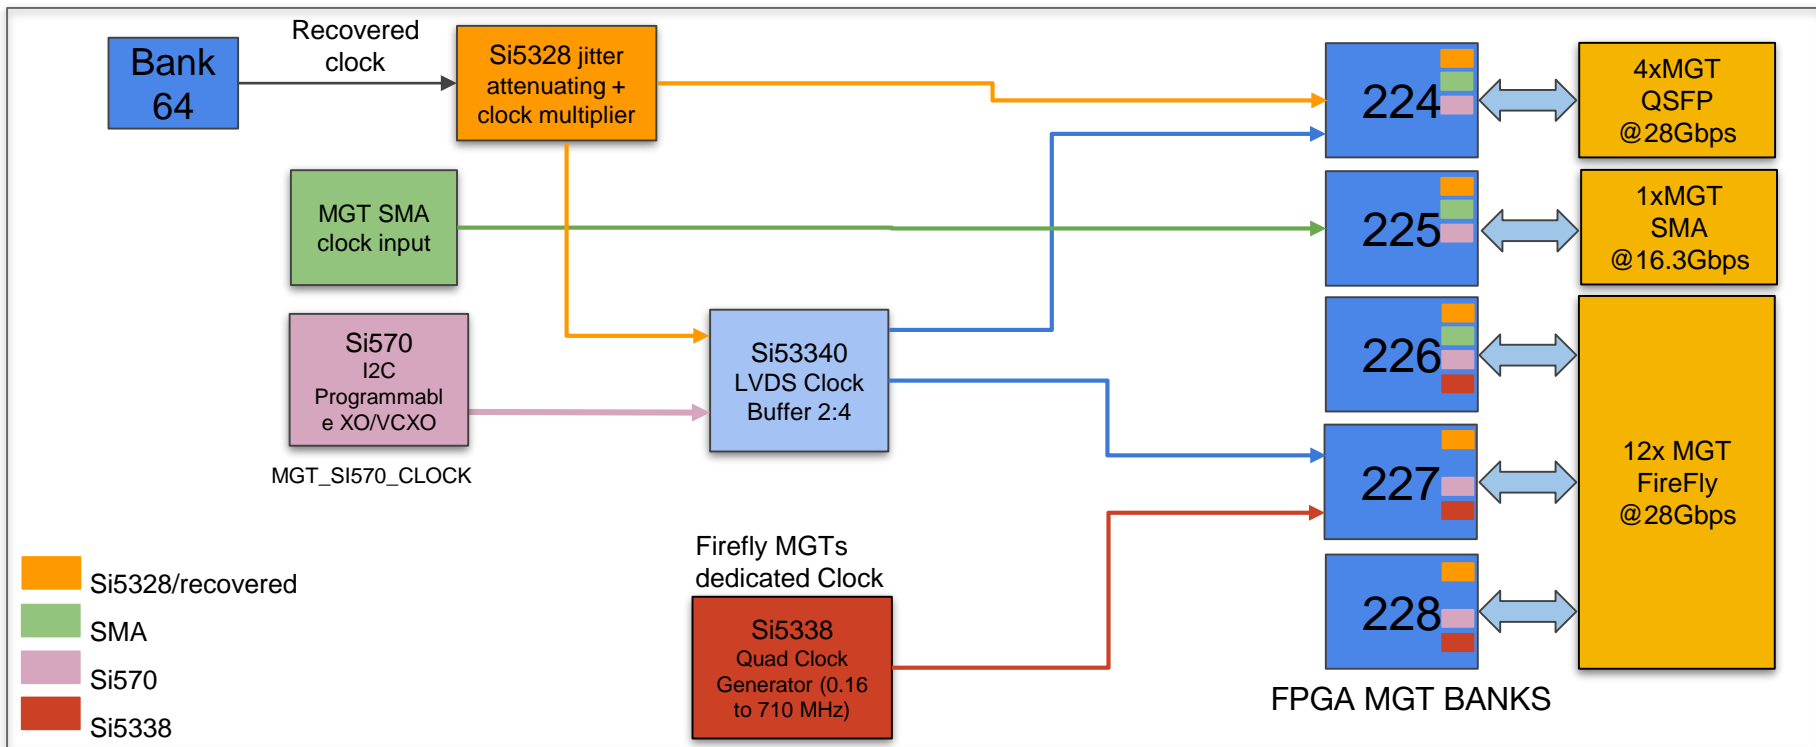 Recovered
clock
Bank
64
Si5328 jitter
attenuating +
clock multiplier
224
4xMGT
QSFP
@28Gbps
MGT SMA
clock input
225
1xMGT
SMA
@16.3Gbps
Si570
I2C
Programmabl
e XO/VCXO
MGT_SI570_CLOCK
Si53340
LVDS Clock
Buffer 2:4
226
227
228
12x MGT
FireFly
@28Gbps
Firefly MGTs
dedicated Clock
Si5338
Quad Clock
Generator (0.16
to 710 MHz)
FPGA MGT BANKS
Si5328/recovered
SMA
Si570
Si5338